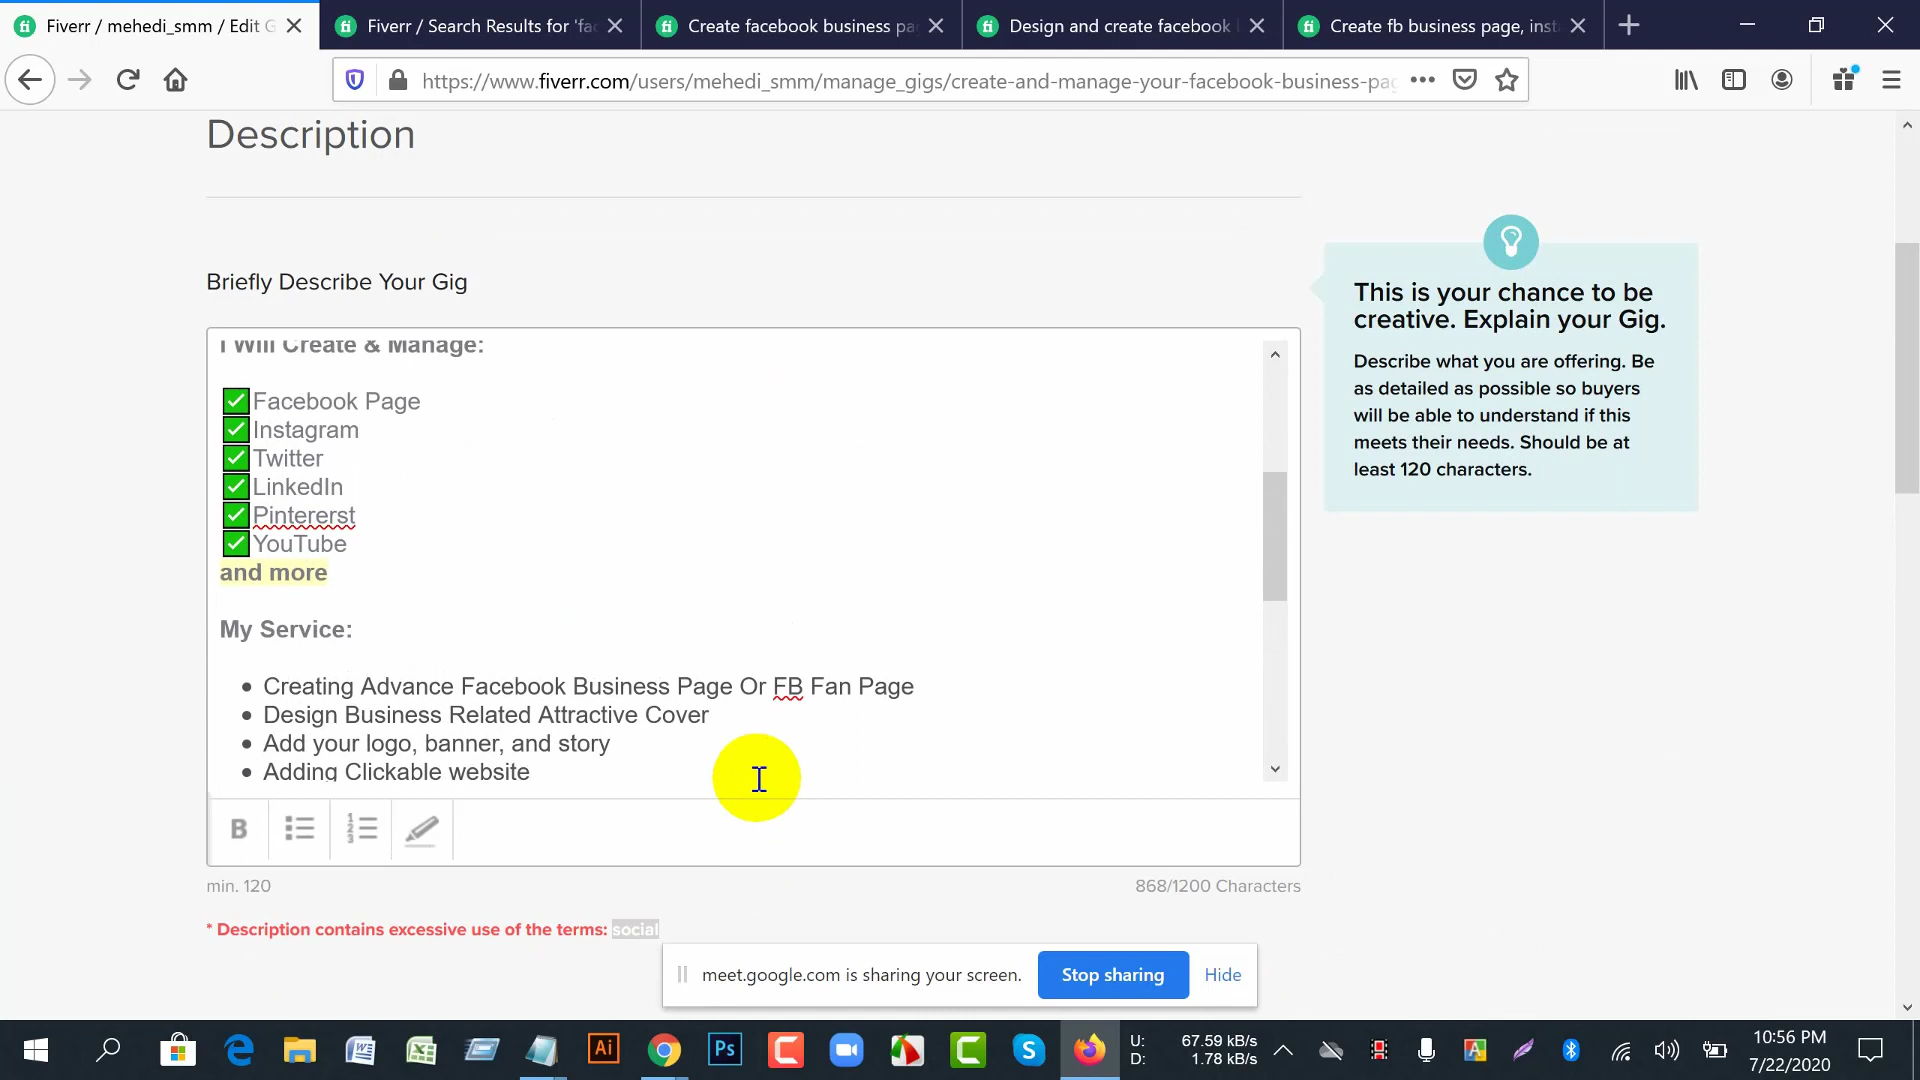 Fiverr / mehedi_smm / Edit G
Fiverr / Search Results for 'fac
Create facebook business pa
Design and create facebook
Create fb business page, inst
https://www.fiverr.com/users/mehedi_smm/manage_gigs/create-and-manage-your-facebook-business-pag
Description
Briefly Describe Your Gig
I Will Create & Manage:
Facebook Page
Instagram
Twitter
LinkedIn
Pintererst
YouTube
and more
My Service:
Creating Advance Facebook Business Page Or FB Fan Page
Design Business Related Attractive Cover
Add your logo, banner, and story
Adding Clickable website
B
min. 120
868/1200 Characters
* Description contains excessive use of the terms: social
This is your chance to be
creative. Explain your Gig.
Describe what you are offering. Be
as detailed as possible so buyers
will be able to understand if this
meets their needs. Should be at
least 120 characters.
meet.google.com is sharing your screen.
Stop sharing
Hide
U: 67.59 kB/s
D: 1.78 kB/s
10:56 PM
7/22/2020